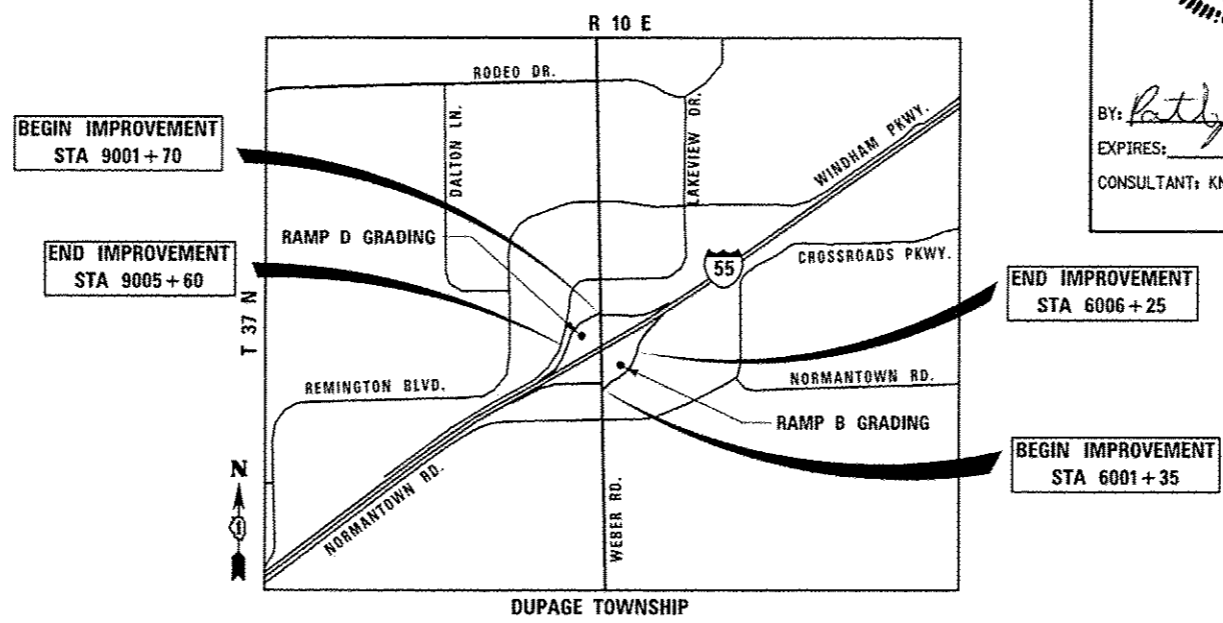 R 10 E
RODEO DR.
BEGIN IMPROVEMENT
STA 9001+70
DALTON LN.
LAKEVIEW DR.
WINDHAM PKWY.
BY:
EXPIRES:
CONSULTANT: KN
RAMP D GRADING
END IMPROVEMENT
STA 9005+60
55
CROSSROADS PKWY.
END IMPROVEMENT
STA 6006+25
T 37 N
REMINGTON BLVD.
NORMANTOWN RD.
RAMP B GRADING
BEGIN IMPROVEMENT
STA 6001+35
N
NORMANTOWN RD.
WEBER RD.
DUPAGE TOWNSHIP